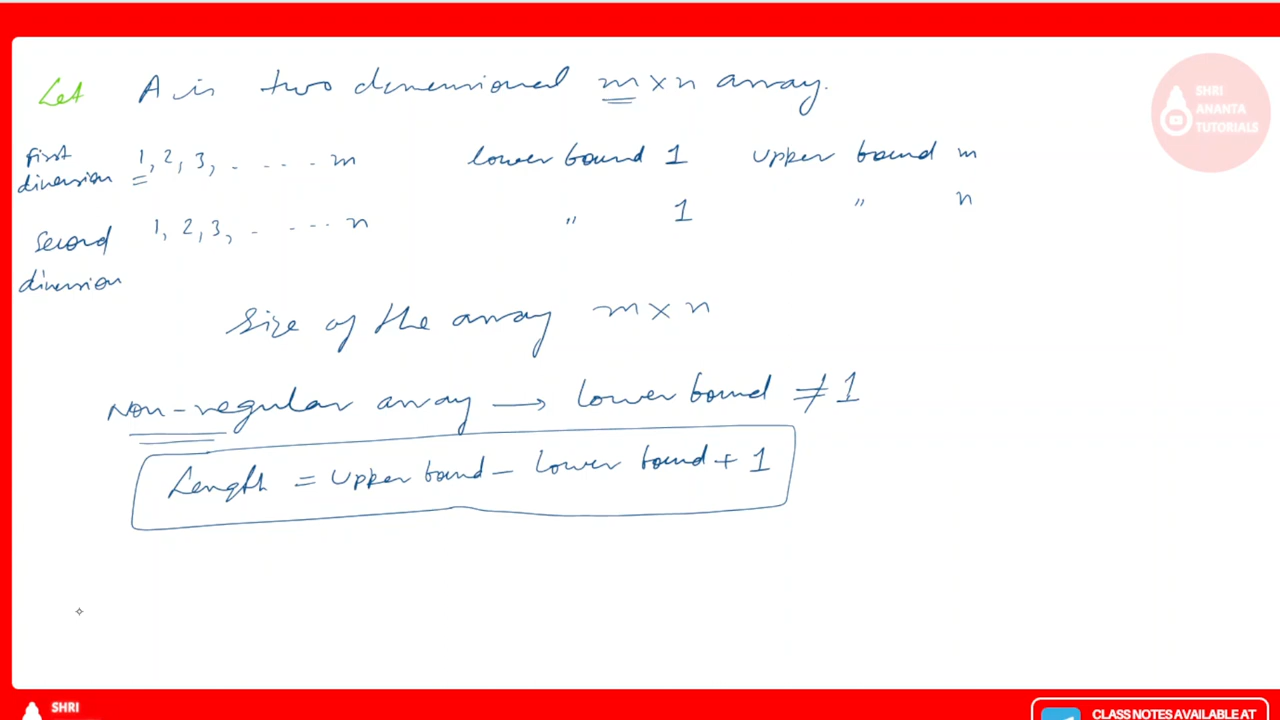 Let A is two dimensional m × n array.
First dimension 1, 2, 3, . . . . . m lower bound 1 upper bound m
Second dimension 1, 2, 3, . . . . n " 1 " n
Size of the array m × n
Non-regular array → Lower bound ≠ 1
Length = Upper bound - Lower bound + 1
SHRI
ANANTA
TUTORIALS
SHRI
CLASS NOTES AVAILABLE AT